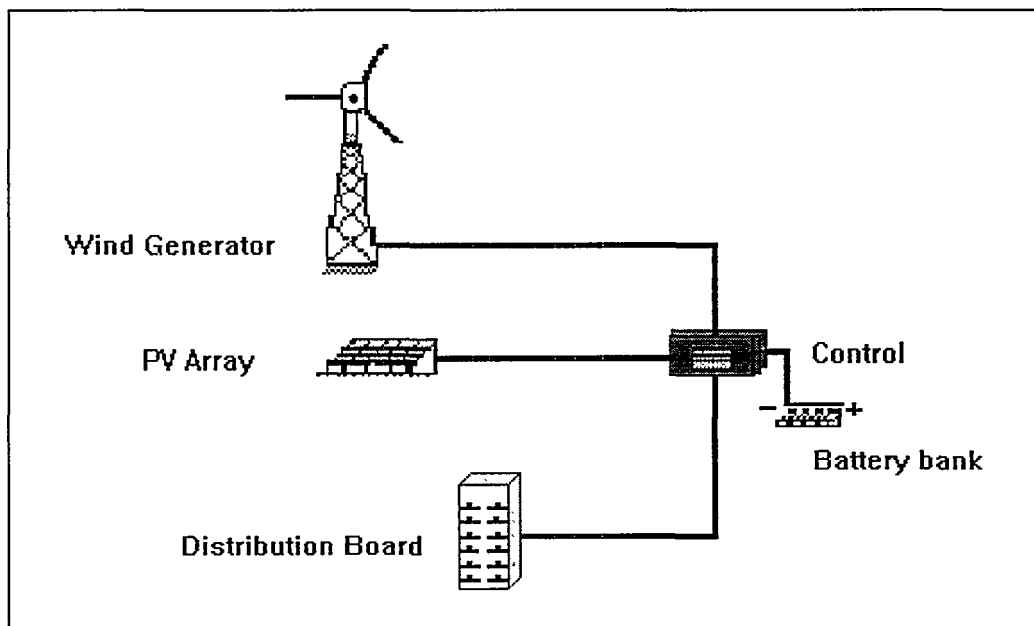 Wind Generator
PV Array
Control
- +
Battery bank
Distribution Board